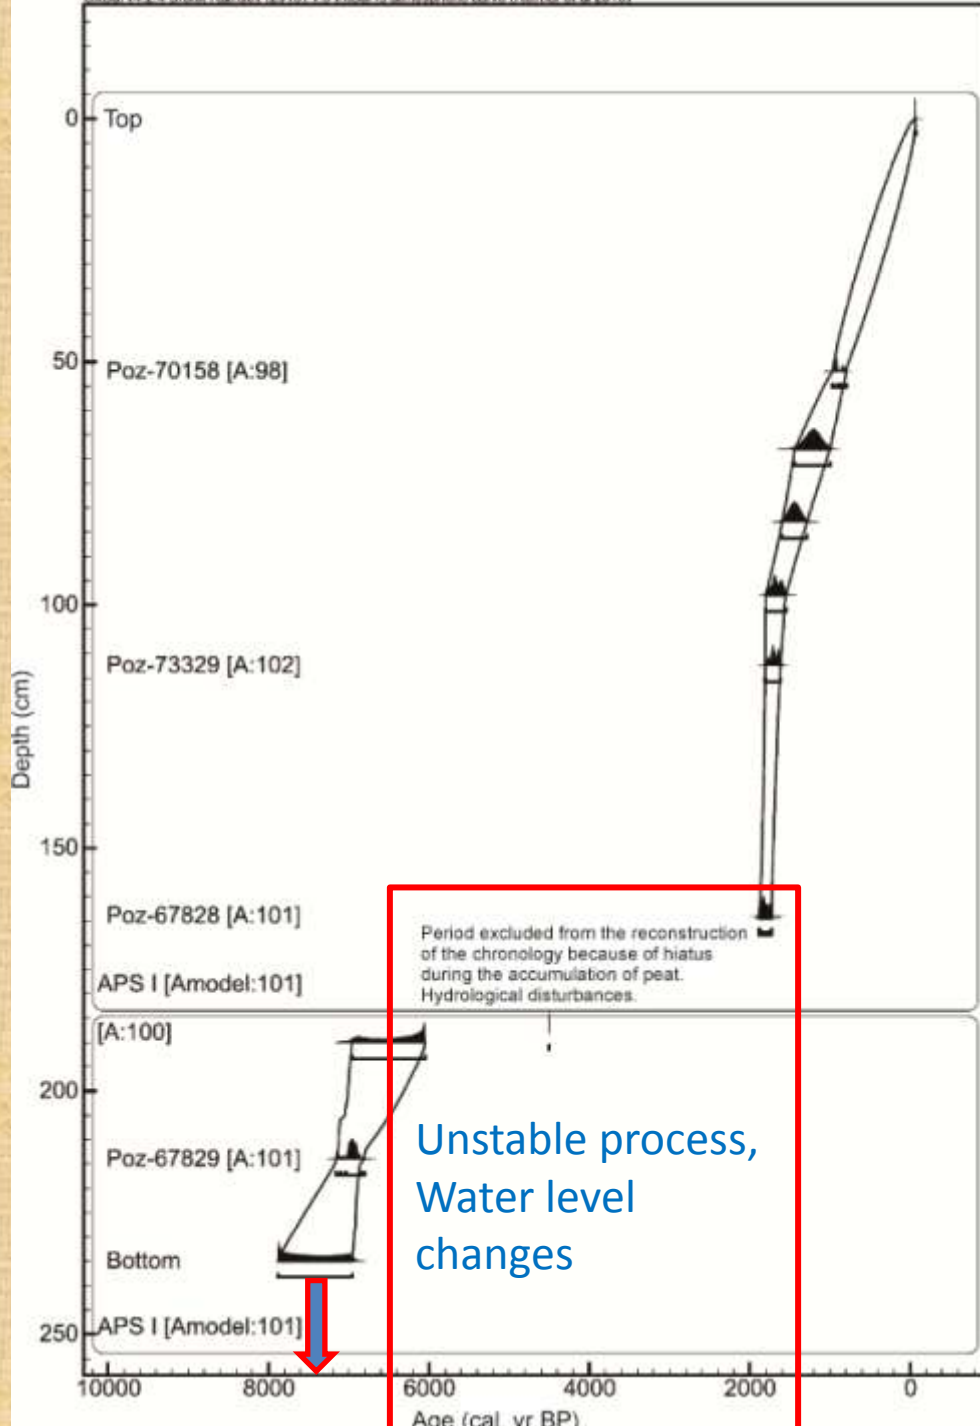 0
Top
50
Poz-70158 [A:98]
100
Poz-73329 [A:102]
Depth (cm)
150
Poz-67828 [A:101]
Period excluded from the reconstruction
of the chronology because of hiatus
during the accumulation of peat.
Hydrological disturbances.
APS I [Amodel:101]
[A:100]
200
Poz-67829 [A:101]
Unstable process,
Water level
changes
Bottom
250
APS I [Amodel:101]
10000 8000 6000 4000 2000 0
Age (cal. yr BP)